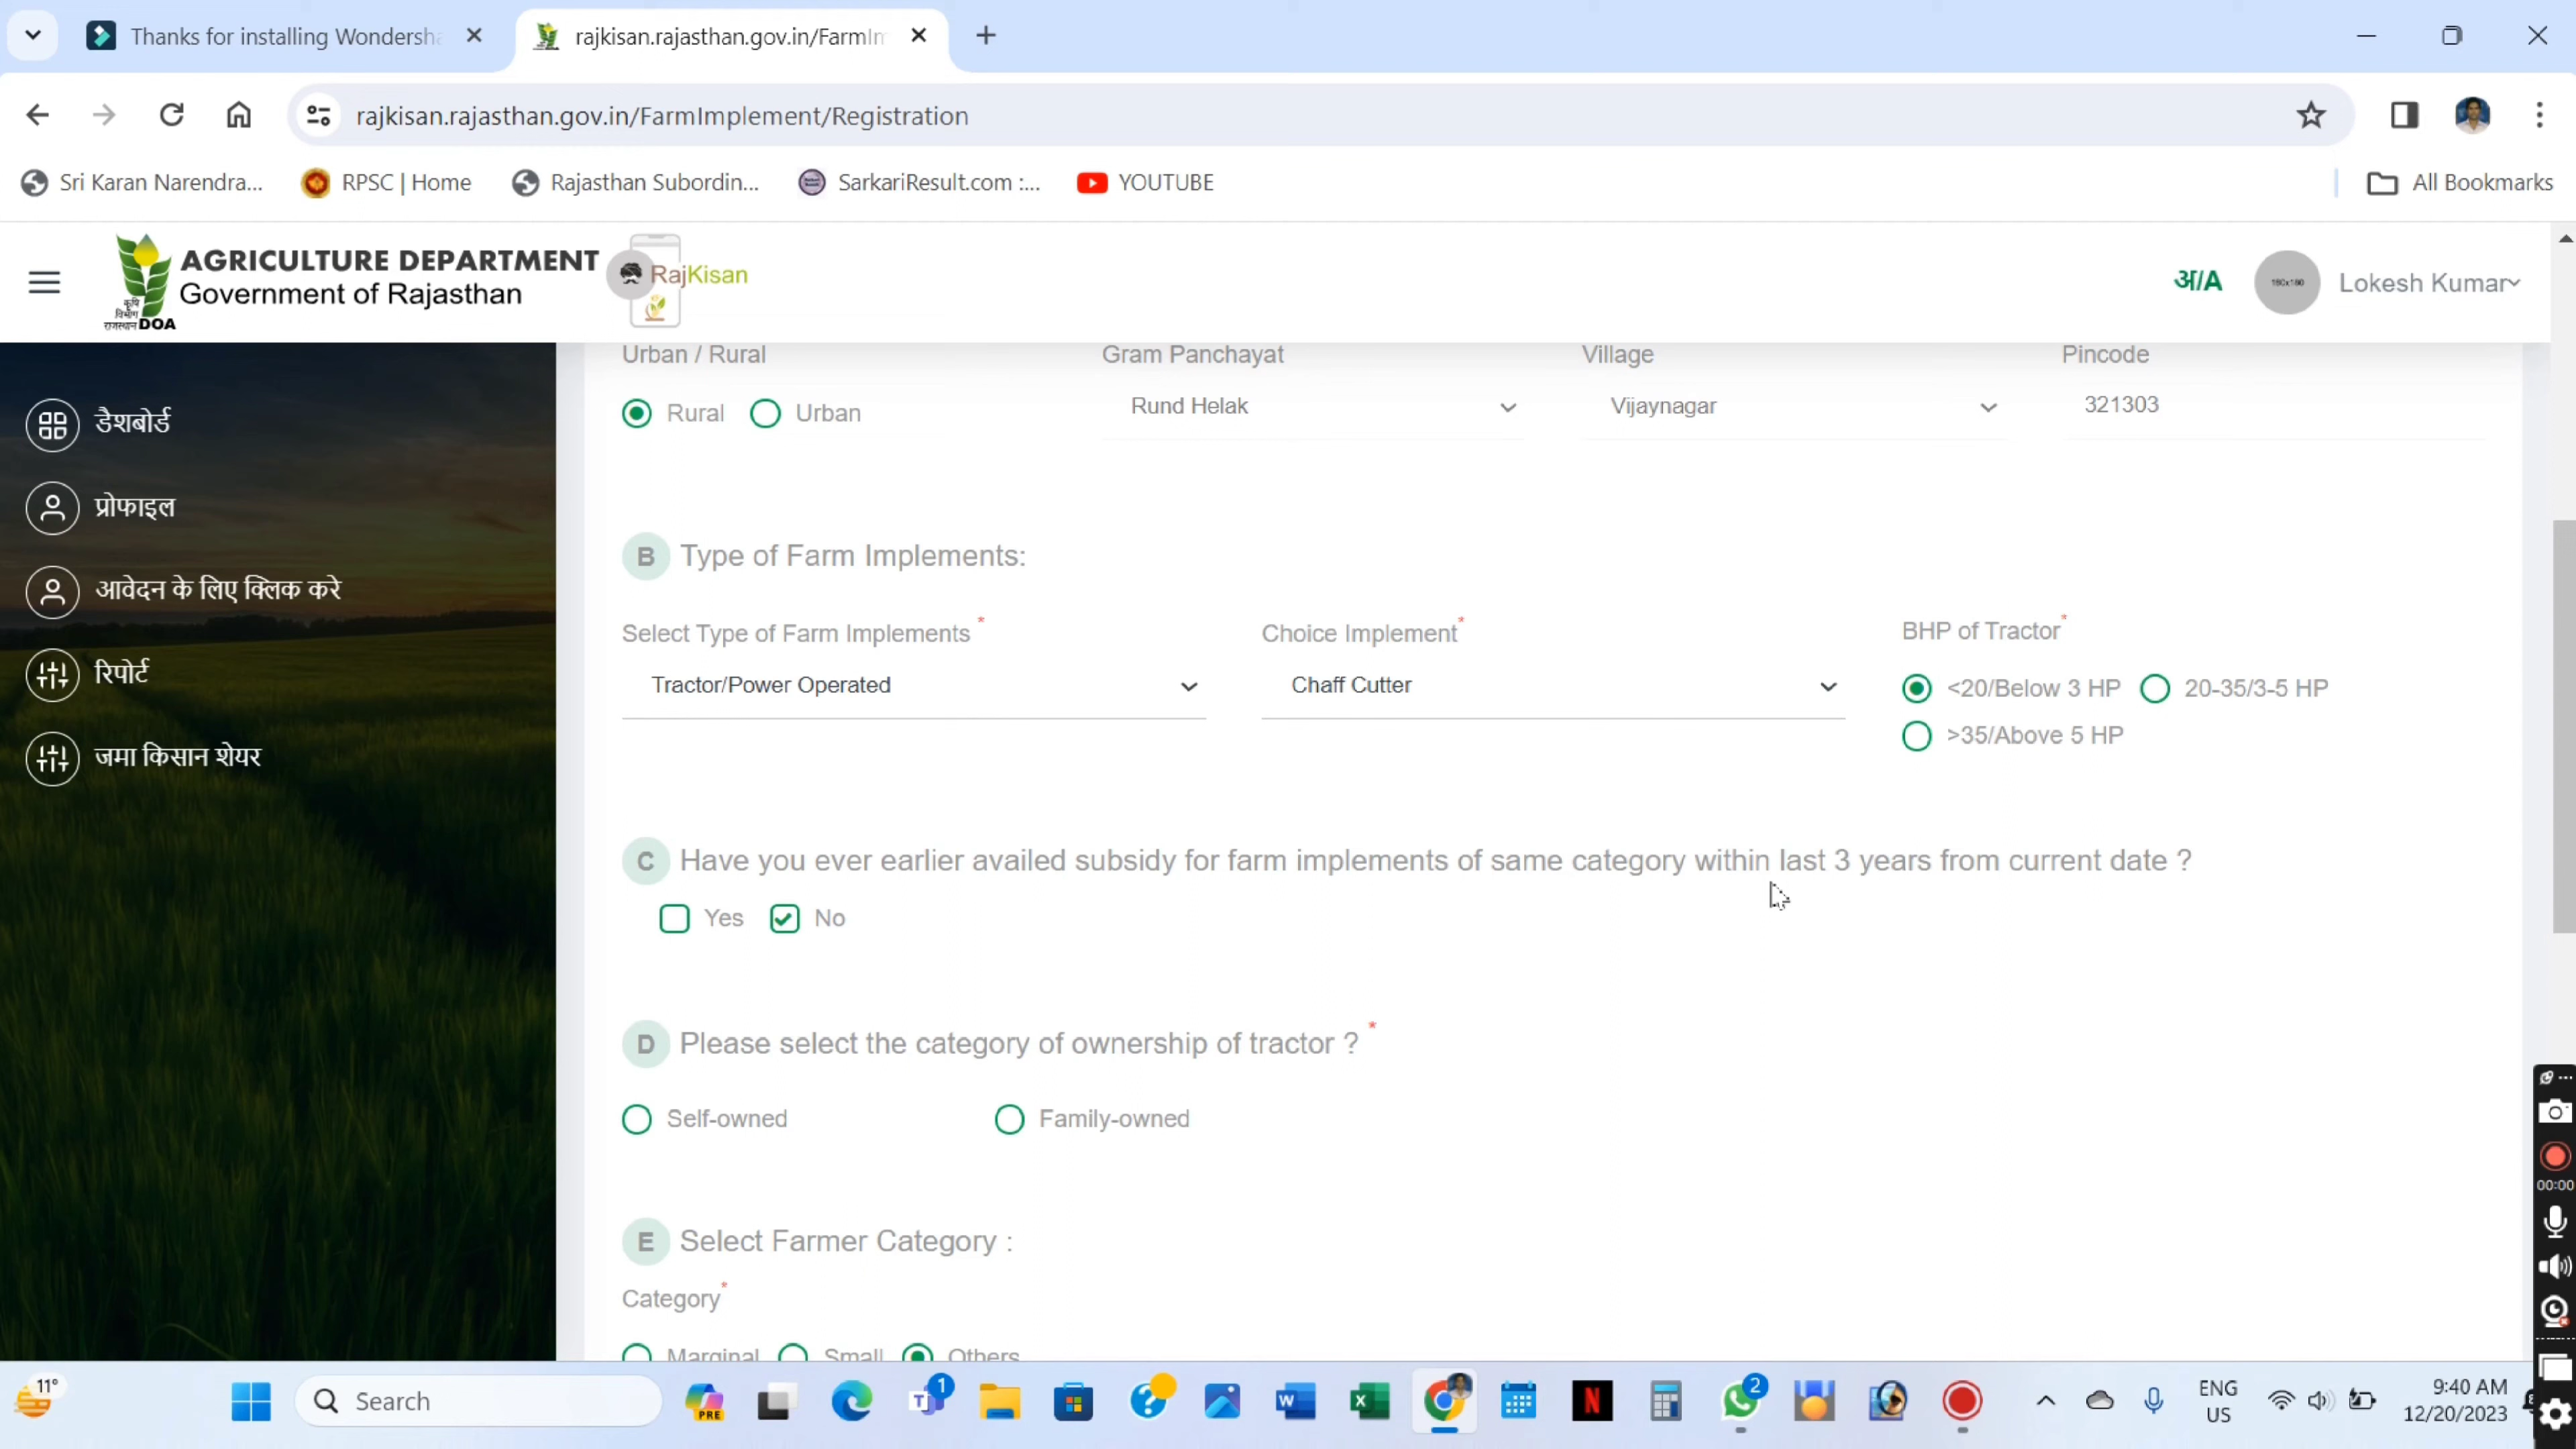 Thanks for installing Wondersha
rajkisan.rajasthan.gov.in/FarmIm
rajkisan.rajasthan.gov.in/FarmImplement/Registration
Sri Karan Narendra...
RPSC | Home
Rajasthan Subordin...
SarkariResult.com :...
YOUTUBE
All Bookmarks
कृषि
विभाग
राजस्थान DOA
AGRICULTURE DEPARTMENT
Government of Rajasthan
RajKisan
अ/A
180x180
Lokesh Kumar
डैशबोर्ड
प्रोफाइल
आवेदन के लिए क्लिक करे
रिपोर्ट
जमा किसान शेयर
Urban / Rural
Gram Panchayat
Village
Pincode
Rural
Urban
Rund Helak
Vijaynagar
321303
B Type of Farm Implements:
Select Type of Farm Implements *
Choice Implement *
BHP of Tractor *
Tractor/Power Operated
Chaff Cutter
<20/Below 3 HP
20-35/3-5 HP
>35/Above 5 HP
C Have you ever earlier availed subsidy for farm implements of same category within last 3 years from current date ?
Yes
No
D Please select the category of ownership of tractor ? *
Self-owned
Family-owned
E Select Farmer Category :
Category *
Marginal
Small
Others
00:00
11°
Search
PRE
1
2
ENG
US
9:40 AM
12/20/2023